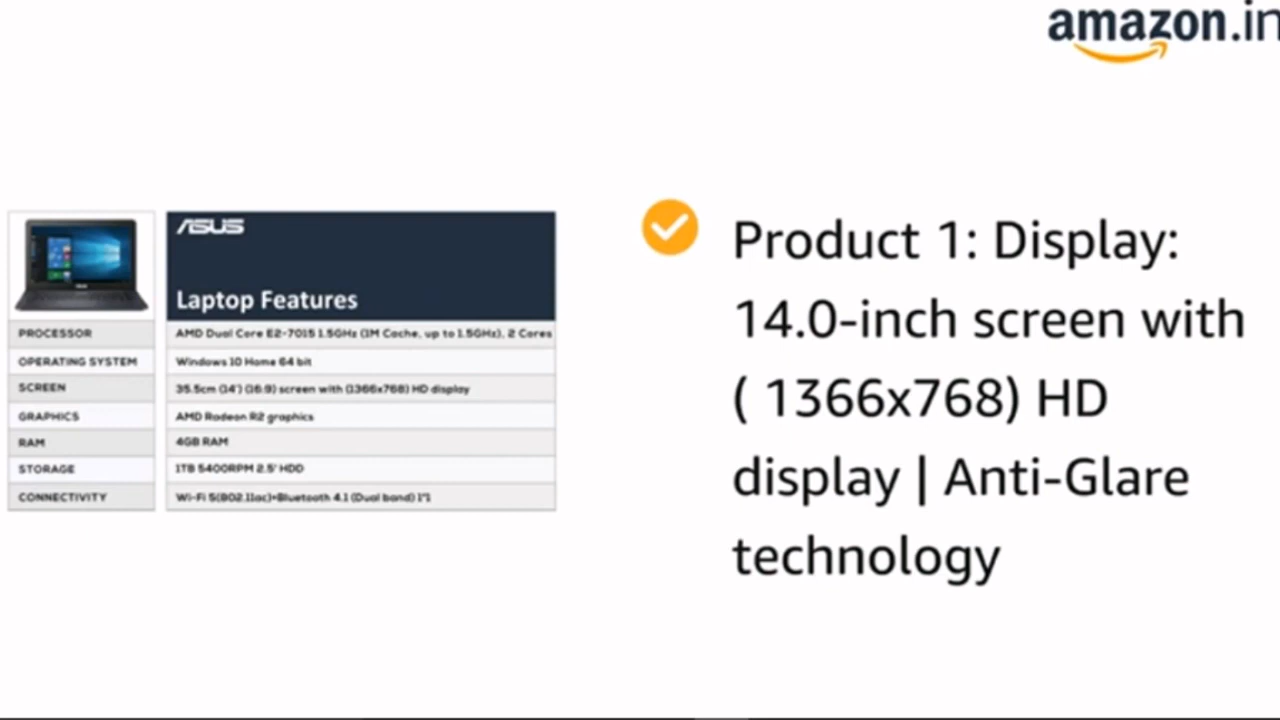 amazon.in
ASUS
Laptop Features
PROCESSOR AMD Dual Core E2-7015 1.5GHz (1M Cache, up to 1.5GHz), 2 Cores
OPERATING SYSTEM Windows 10 Home 64 bit
SCREEN 35.5cm (14') (16.9) screen with (1366x768) HD display
GRAPHICS AMD Radeon R2 graphics
RAM 4GB RAM
STORAGE 1TB 5400RPM 2.5' HDD
CONNECTIVITY Wi-Fi 5(802.11ac)+Bluetooth 4.1 (Dual band) 1*1
Product 1: Display:
14.0-inch screen with
( 1366x768) HD
display | Anti-Glare
technology